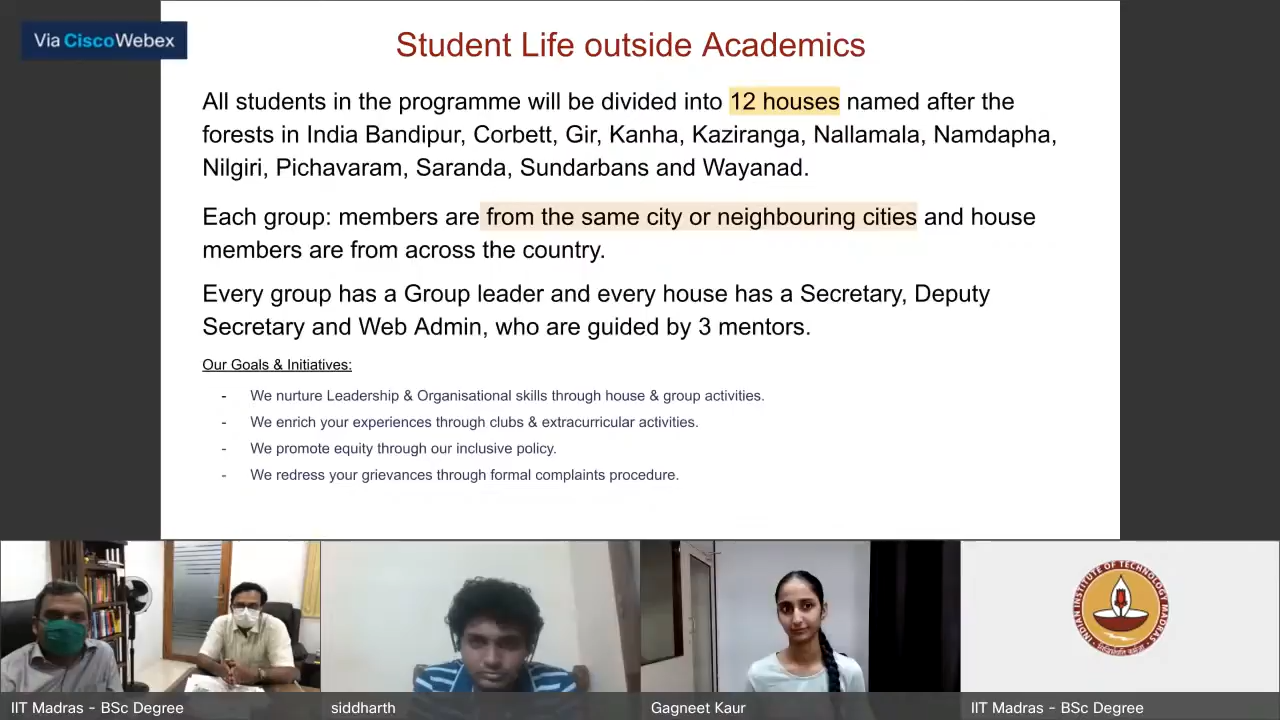 Via CiscoWebex
Student Life outside Academics
All students in the programme will be divided into 12 houses named after the
forests in India Bandipur, Corbett, Gir, Kanha, Kaziranga, Nallamala, Namdapha,
Nilgiri, Pichavaram, Saranda, Sundarbans and Wayanad.
Each group: members are from the same city or neighbouring cities and house
members are from across the country.
Every group has a Group leader and every house has a Secretary, Deputy
Secretary and Web Admin, who are guided by 3 mentors.
Our Goals & Initiatives:
- We nurture Leadership & Organisational skills through house & group activities.
- We enrich your experiences through clubs & extracurricular activities.
- We promote equity through our inclusive policy.
- We redress your grievances through formal complaints procedure.
INDIAN INSTITUTE OF TECHNOLOGY MADRAS
IIT Madras - BSc Degree
siddharth
Gagneet Kaur
IIT Madras - BSc Degree